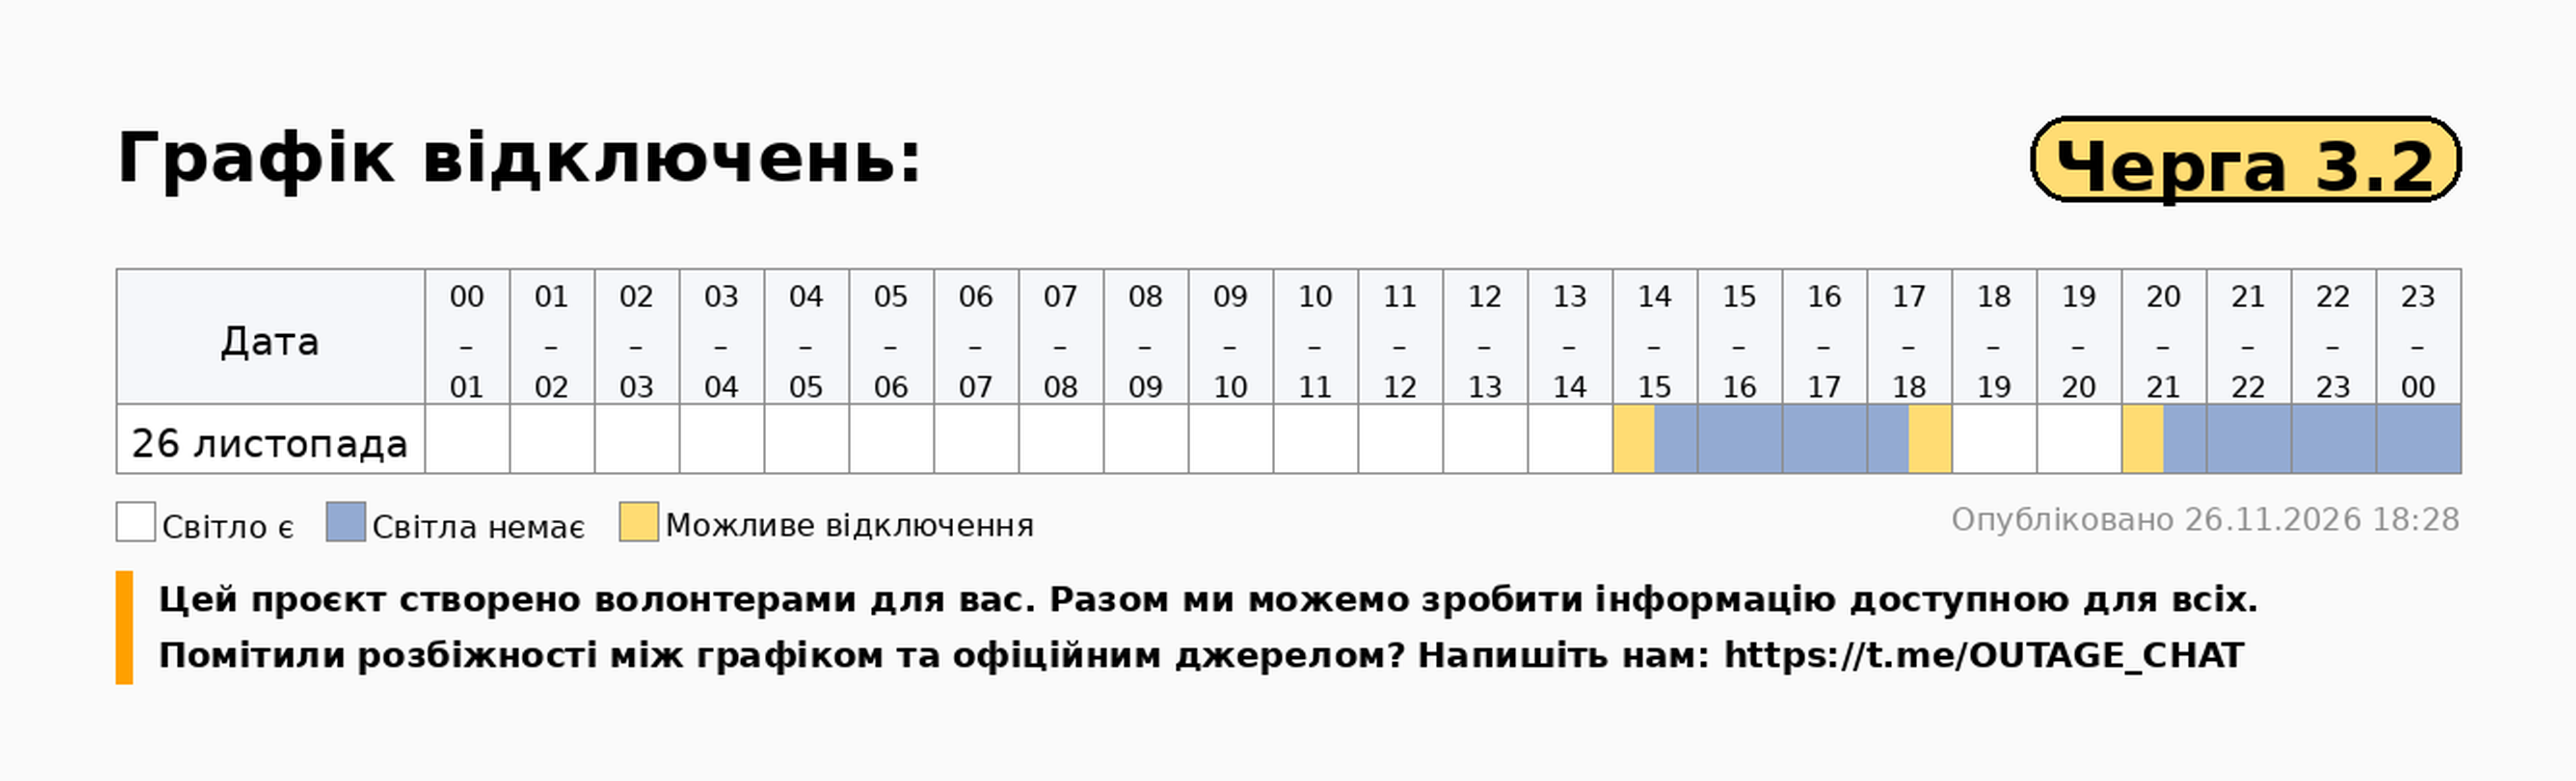 Графік відключень:
Черга 3.2
Дата
00 – 01
01 – 02
02 – 03
03 – 04
04 – 05
05 – 06
06 – 07
07 – 08
08 – 09
09 – 10
10 – 11
11 – 12
12 – 13
13 – 14
14 – 15
15 – 16
16 – 17
17 – 18
18 – 19
19 – 20
20 – 21
21 – 22
22 – 23
23 – 00
26 листопада
Світло є
Світла немає
Можливе відключення
Опубліковано 26.11.2026 18:28
Цей проєкт створено волонтерами для вас. Разом ми можемо зробити інформацію доступною для всіх.
Помітили розбіжності між графіком та офіційним джерелом? Напишіть нам: https://t.me/OUTAGE_CHAT